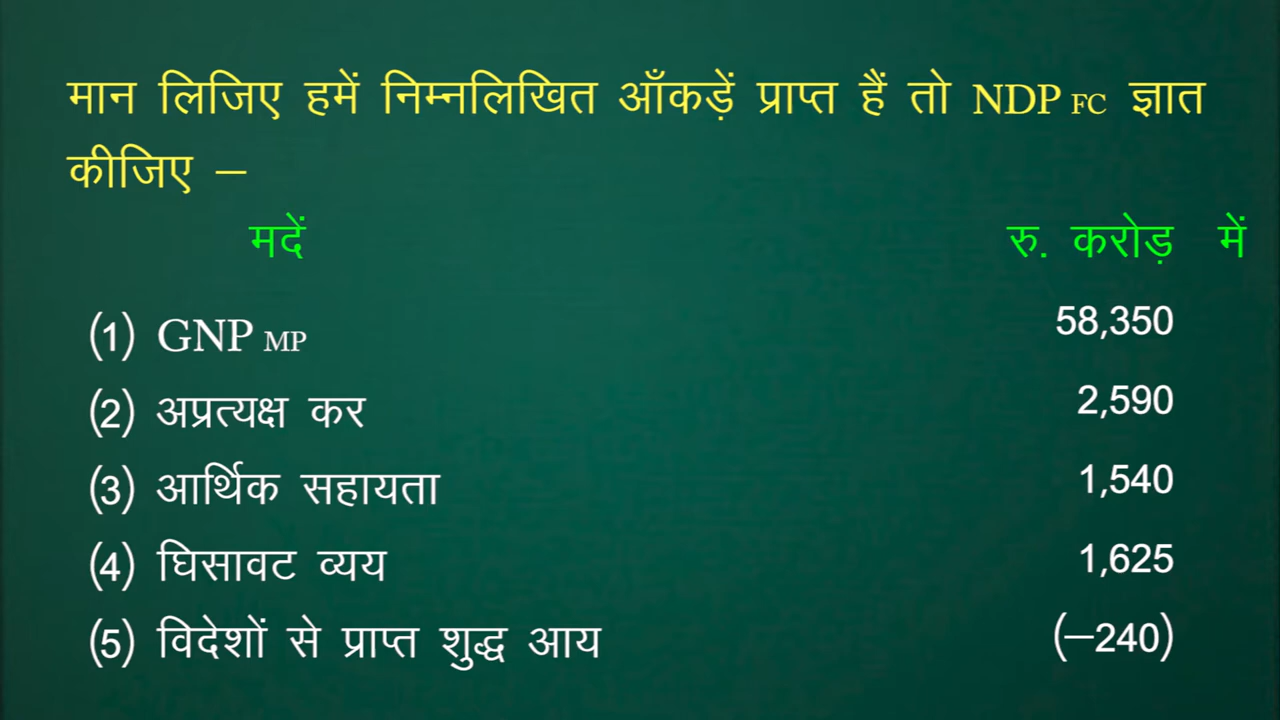 मान लिजिए हमें निम्नलिखित आँकड़ें प्राप्त हैं तो NDP FC ज्ञात
कीजिए –
मदें रु. करोड़ में
(1) GNP MP 58,350
(2) अप्रत्यक्ष कर 2,590
(3) आर्थिक सहायता 1,540
(4) घिसावट व्यय 1,625
(5) विदेशों से प्राप्त शुद्ध आय (–240)